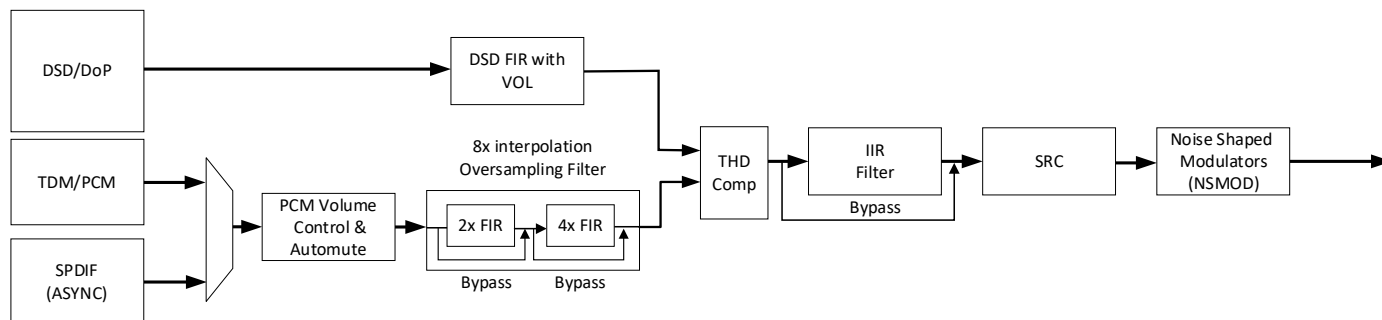 DSD/DoP
DSD FIR with
VOL
8x interpolation
Oversampling Filter
TDM/PCM
SPDIF
(ASYNC)
PCM Volume
Control &
Automute
2x FIR
4x FIR
Bypass
Bypass
THD
Comp
IIR
Filter
Bypass
SRC
Noise Shaped
Modulators
(NSMOD)